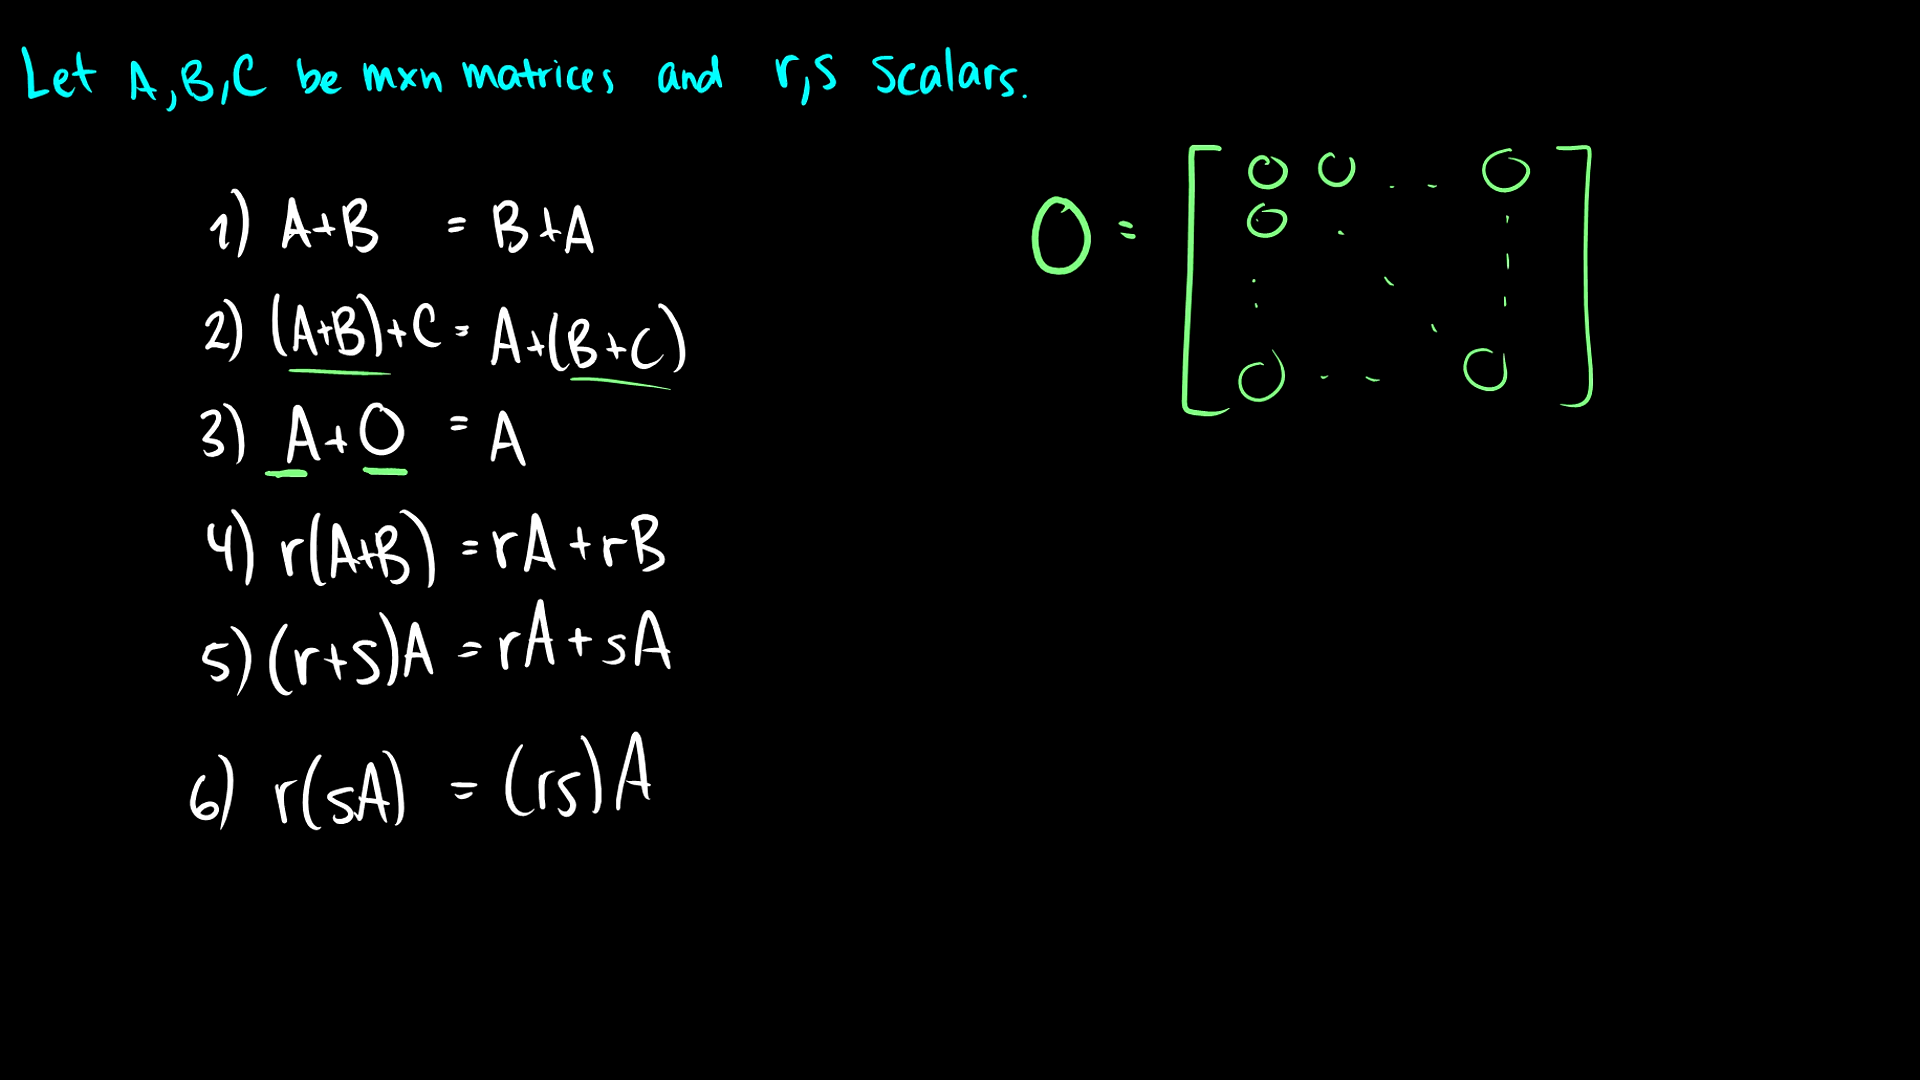 Let A,B,C be mxn matrices and r,s scalars.
1) A+B = B+A
2) (A+B)+C = A+(B+C)
3) A+O = A
4) r(A+B) = rA+rB
5) (r+s)A = rA+sA
6) r(sA) = (rs)A
O = [ 0 0 . . 0
0 .
. .
0 . . 0 ]